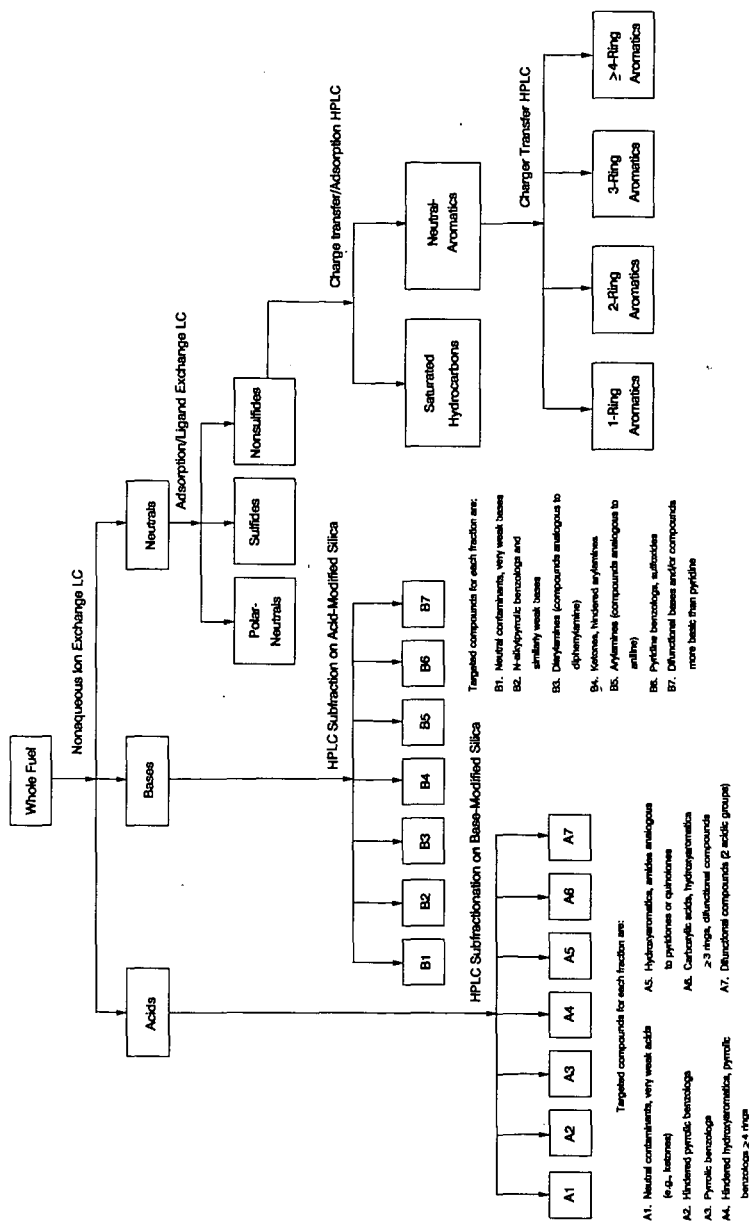 Whole Fuel
Nonaqueous Ion Exchange LC
Acids
Bases
Neutrals
Adsorption/Ligand Exchange LC
Polar-
Neutrals
Sulfides
Nonsulfides
HPLC Subfraction on Acid-Modified Silica
B1
B2
B3
B4
B5
B6
B7
Charge transfer/Adsorption HPLC
Saturated
Hydrocarbons
Neutral-
Aromatics
Charger Transfer HPLC
1-Ring
Aromatics
2-Ring
Aromatics
3-Ring
Aromatics
≥4-Ring
Aromatics
Targeted compounds for each fraction are:
B1. Neutral contaminants, very weak bases
B2. N-alkylpyrrolic benzologs and
similarly weak bases
B3. Diarylamines (compounds analogous to
diphenylamine)
B4. Ketones, hindered arylamines
B5. Arylamines (compounds analogous to
aniline)
B6. Pyridine benzologs, sulfoxides
B7. Difunctional bases and/or compounds
more basic than pyridine
HPLC Subfractionation on Base-Modified Silica
A1
A2
A3
A4
A5
A6
A7
Targeted compounds for each fraction are:
A1. Neutral contaminants, very weak acids
(e.g., ketones)
A2. Hindered pyrrolic benzologs
A3. Pyrrolic benzologs
A4. Hindered hydroxyaromatics, pyrrolic
benzologs ≥ 4 rings
A5. Hydroxyaromatics, amides analogous
to pyridones or quinolones
A6. Carboxylic acids, hydroxyaromatics
≥ 3 rings, difunctional compounds
A7. Difunctional compounds (2 acidic groups)